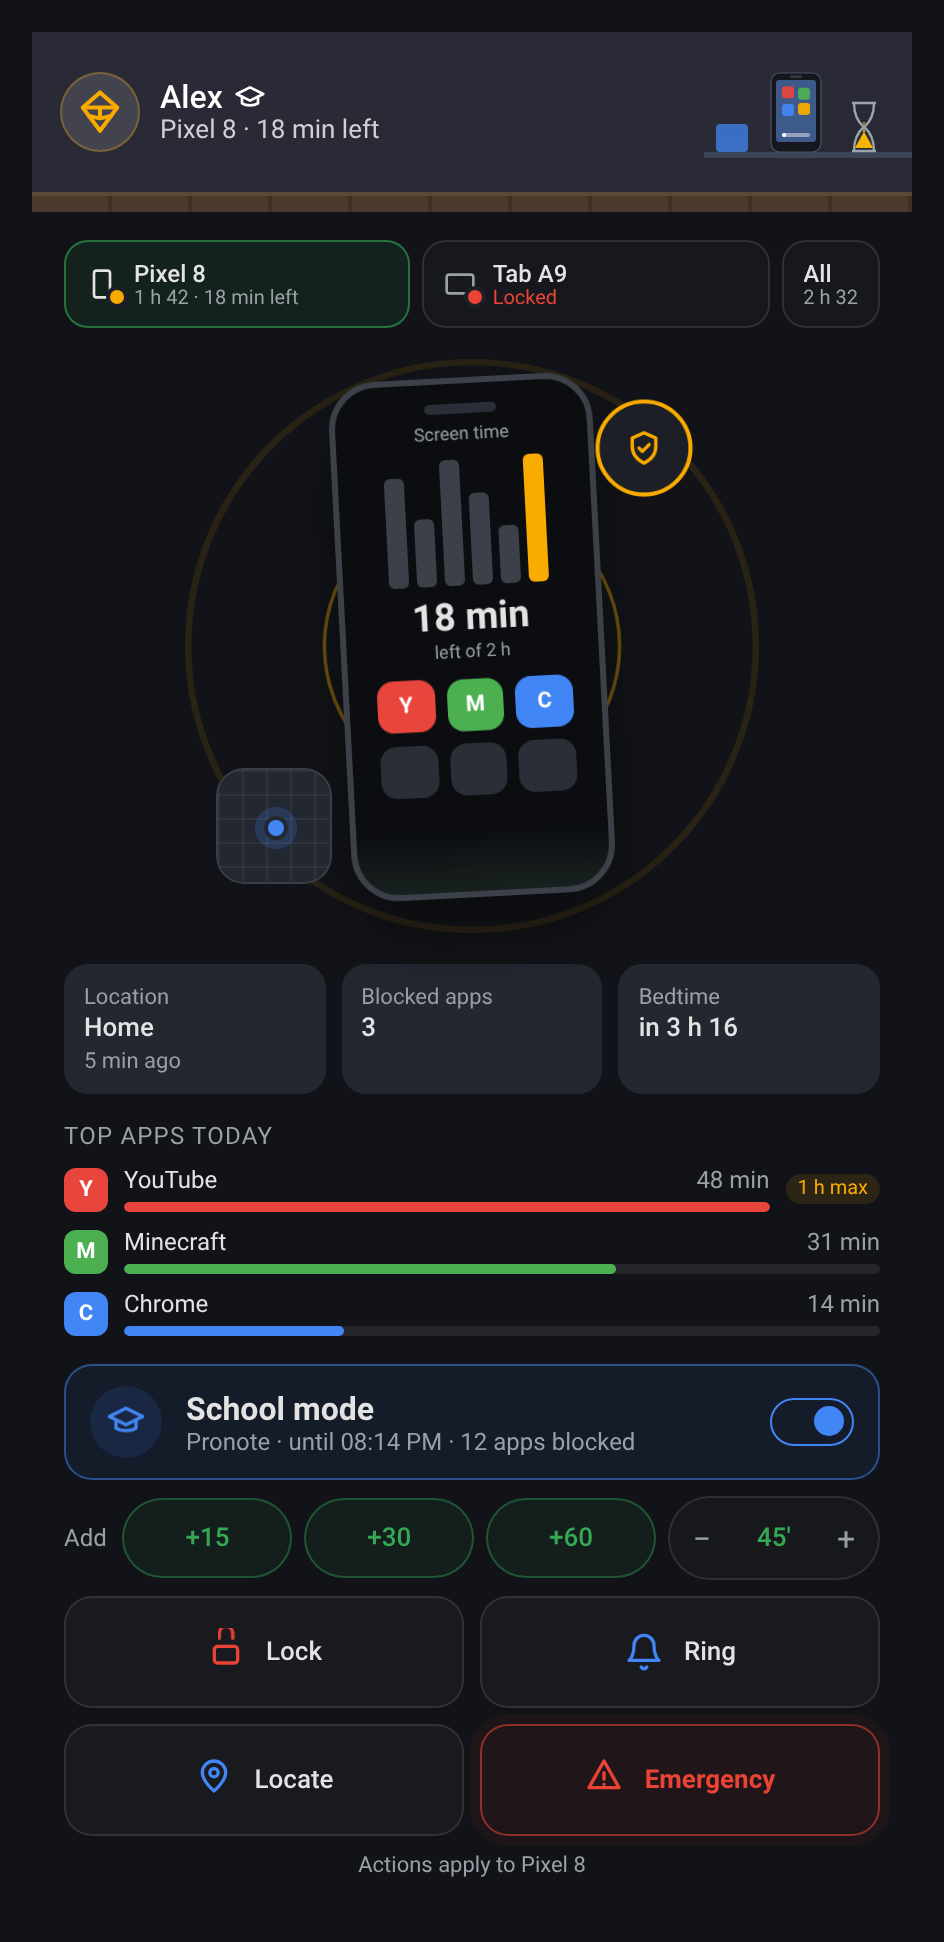 Alex
Pixel 8 · 18 min left
Pixel 8
1 h 42 · 18 min left
Tab A9
Locked
All
2 h 32
Screen time
18 min
left of 2 h
Y
M
C
Location
Home
5 min ago
Blocked apps
3
Bedtime
in 3 h 16
TOP APPS TODAY
Y
YouTube
48 min
1 h max
M
Minecraft
31 min
C
Chrome
14 min
School mode
Pronote · until 08:14 PM · 12 apps blocked
Add
+15
+30
+60
− 45' +
Lock
Ring
Locate
Emergency
Actions apply to Pixel 8